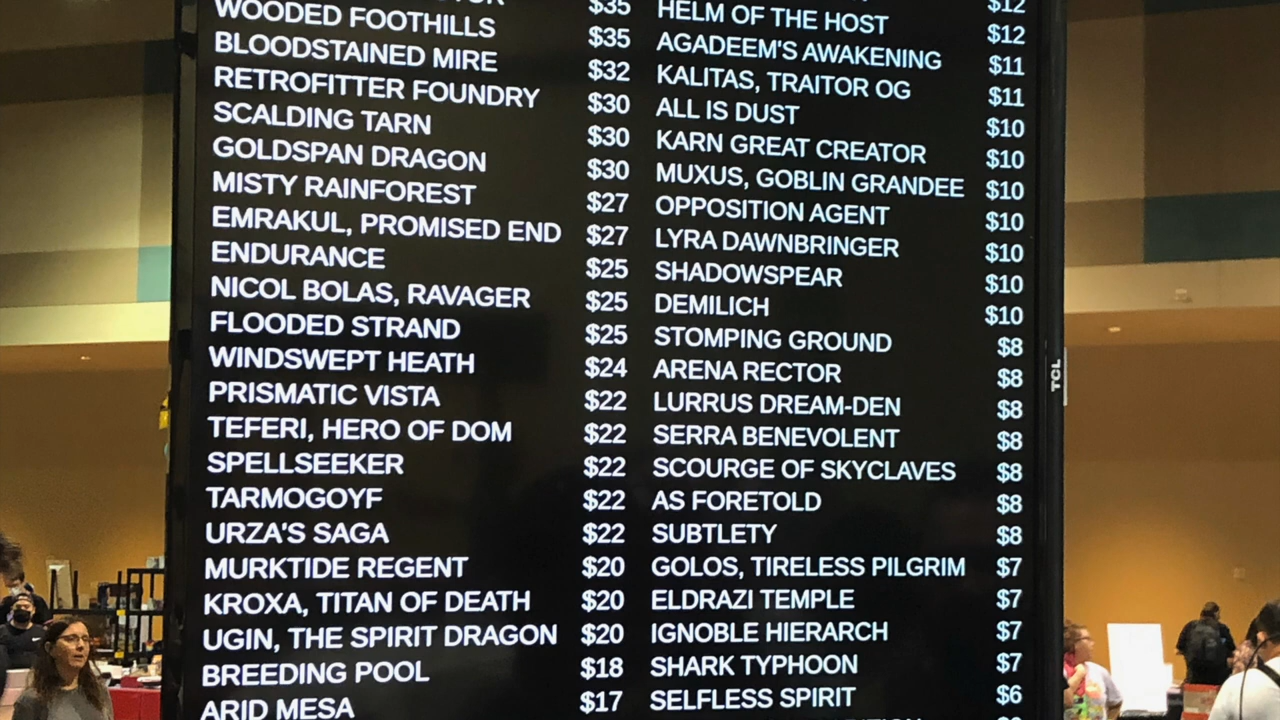 $35 $12
WOODED FOOTHILLS $35 HELM OF THE HOST $12
BLOODSTAINED MIRE $32 AGADEEM'S AWAKENING $11
RETROFITTER FOUNDRY $30 KALITAS, TRAITOR OG $11
SCALDING TARN $30 ALL IS DUST $10
GOLDSPAN DRAGON $30 KARN GREAT CREATOR $10
MISTY RAINFOREST $27 MUXUS, GOBLIN GRANDEE $10
EMRAKUL, PROMISED END $27 OPPOSITION AGENT $10
ENDURANCE $25 LYRA DAWNBRINGER $10
NICOL BOLAS, RAVAGER $25 SHADOWSPEAR $10
FLOODED STRAND $25 DEMILICH $10
WINDSWEPT HEATH $24 STOMPING GROUND $8
PRISMATIC VISTA $22 ARENA RECTOR $8
TEFERI, HERO OF DOM $22 LURRUS DREAM-DEN $8
SPELLSEEKER $22 SERRA BENEVOLENT $8
TARMOGOYF $22 SCOURGE OF SKYCLAVES $8
URZA'S SAGA $22 AS FORETOLD $8
MURKTIDE REGENT $20 SUBTLETY $8
KROXA, TITAN OF DEATH $20 GOLOS, TIRELESS PILGRIM $7
UGIN, THE SPIRIT DRAGON $20 ELDRAZI TEMPLE $7
BREEDING POOL $18 IGNOBLE HIERARCH $7
ARID MESA $17 SHARK TYPHOON $7
SELFLESS SPIRIT $6
TCL